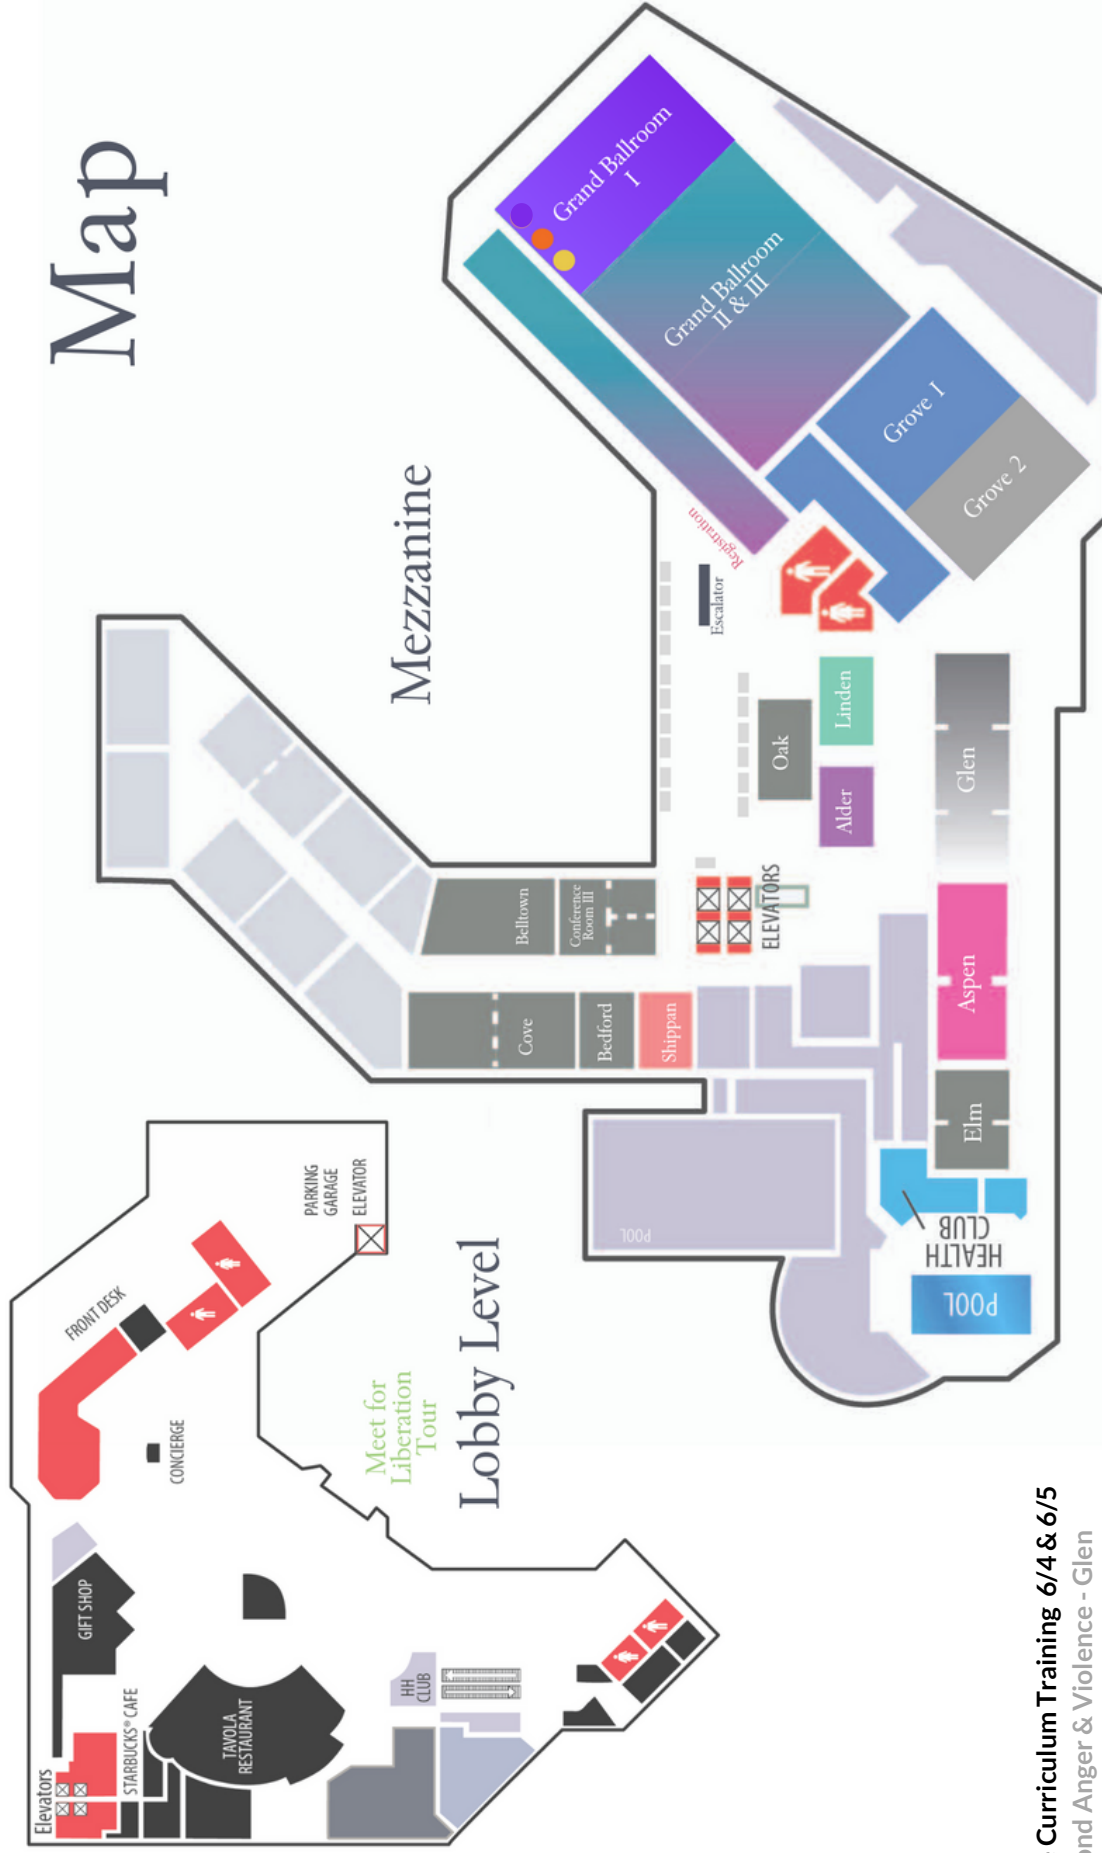 Map
Mezzanine
Grand Ballroom
I
Grand Ballroom
II & III
Grove 1
Grove 2
Registration
Escalator
Linden
Oak
Alder
Glen
Belltown
Conference
Room III
ELEVATORS
Cove
Bedford
Shippan
Aspen
Elm
HEALTH
CLUB
POOL
POOL
Lobby Level
PARKING
GARAGE
ELEVATOR
FRONT DESK
CONCIERGE
Meet for
Liberation
Tour
GIFT SHOP
STARBUCKS® CAFE
Elevators
TAVOLA
RESTAURANT
HH
CLUB
Curriculum Training 6/4 & 6/5
Anger & Violence - Glen